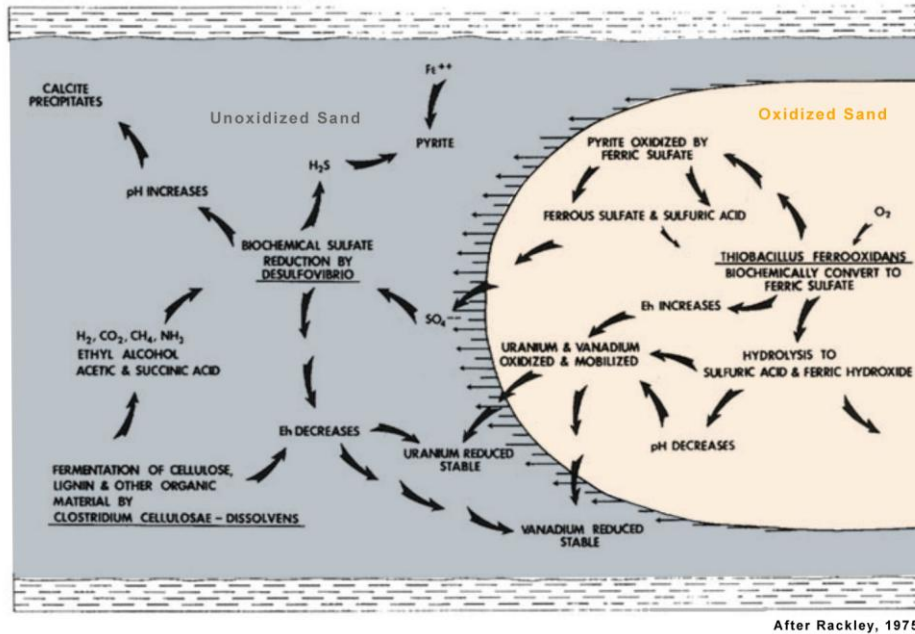 Fe++
CALCITE
PRECIPITATES
Unoxidized Sand
Oxidized Sand
PYRITE
PYRITE OXIDIZED BY
FERRIC SULFATE
H₂S
pH INCREASES
FERROUS SULFATE & SULFURIC ACID
O₂
BIOCHEMICAL SULFATE
REDUCTION BY
DESULFOVIBRIO
THIOBACILLUS FERROOXIDANS
BIOCHEMICALLY CONVERT TO
FERRIC SULFATE
Eh INCREASES
SO₄--
H₂, CO₂, CH₄, NH₃
ETHYL ALCOHOL
ACETIC & SUCCINIC ACID
URANIUM & VANADIUM
OXIDIZED & MOBILIZED
HYDROLYSIS TO
SULFURIC ACID & FERRIC HYDROXIDE
Eh DECREASES
pH DECREASES
URANIUM REDUCED
STABLE
FERMENTATION OF CELLULOSE,
LIGNIN & OTHER ORGANIC
MATERIAL BY
CLOSTRIDIUM CELLULOSAE – DISSOLVENS
VANADIUM REDUCED
STABLE
After Rackley, 1975